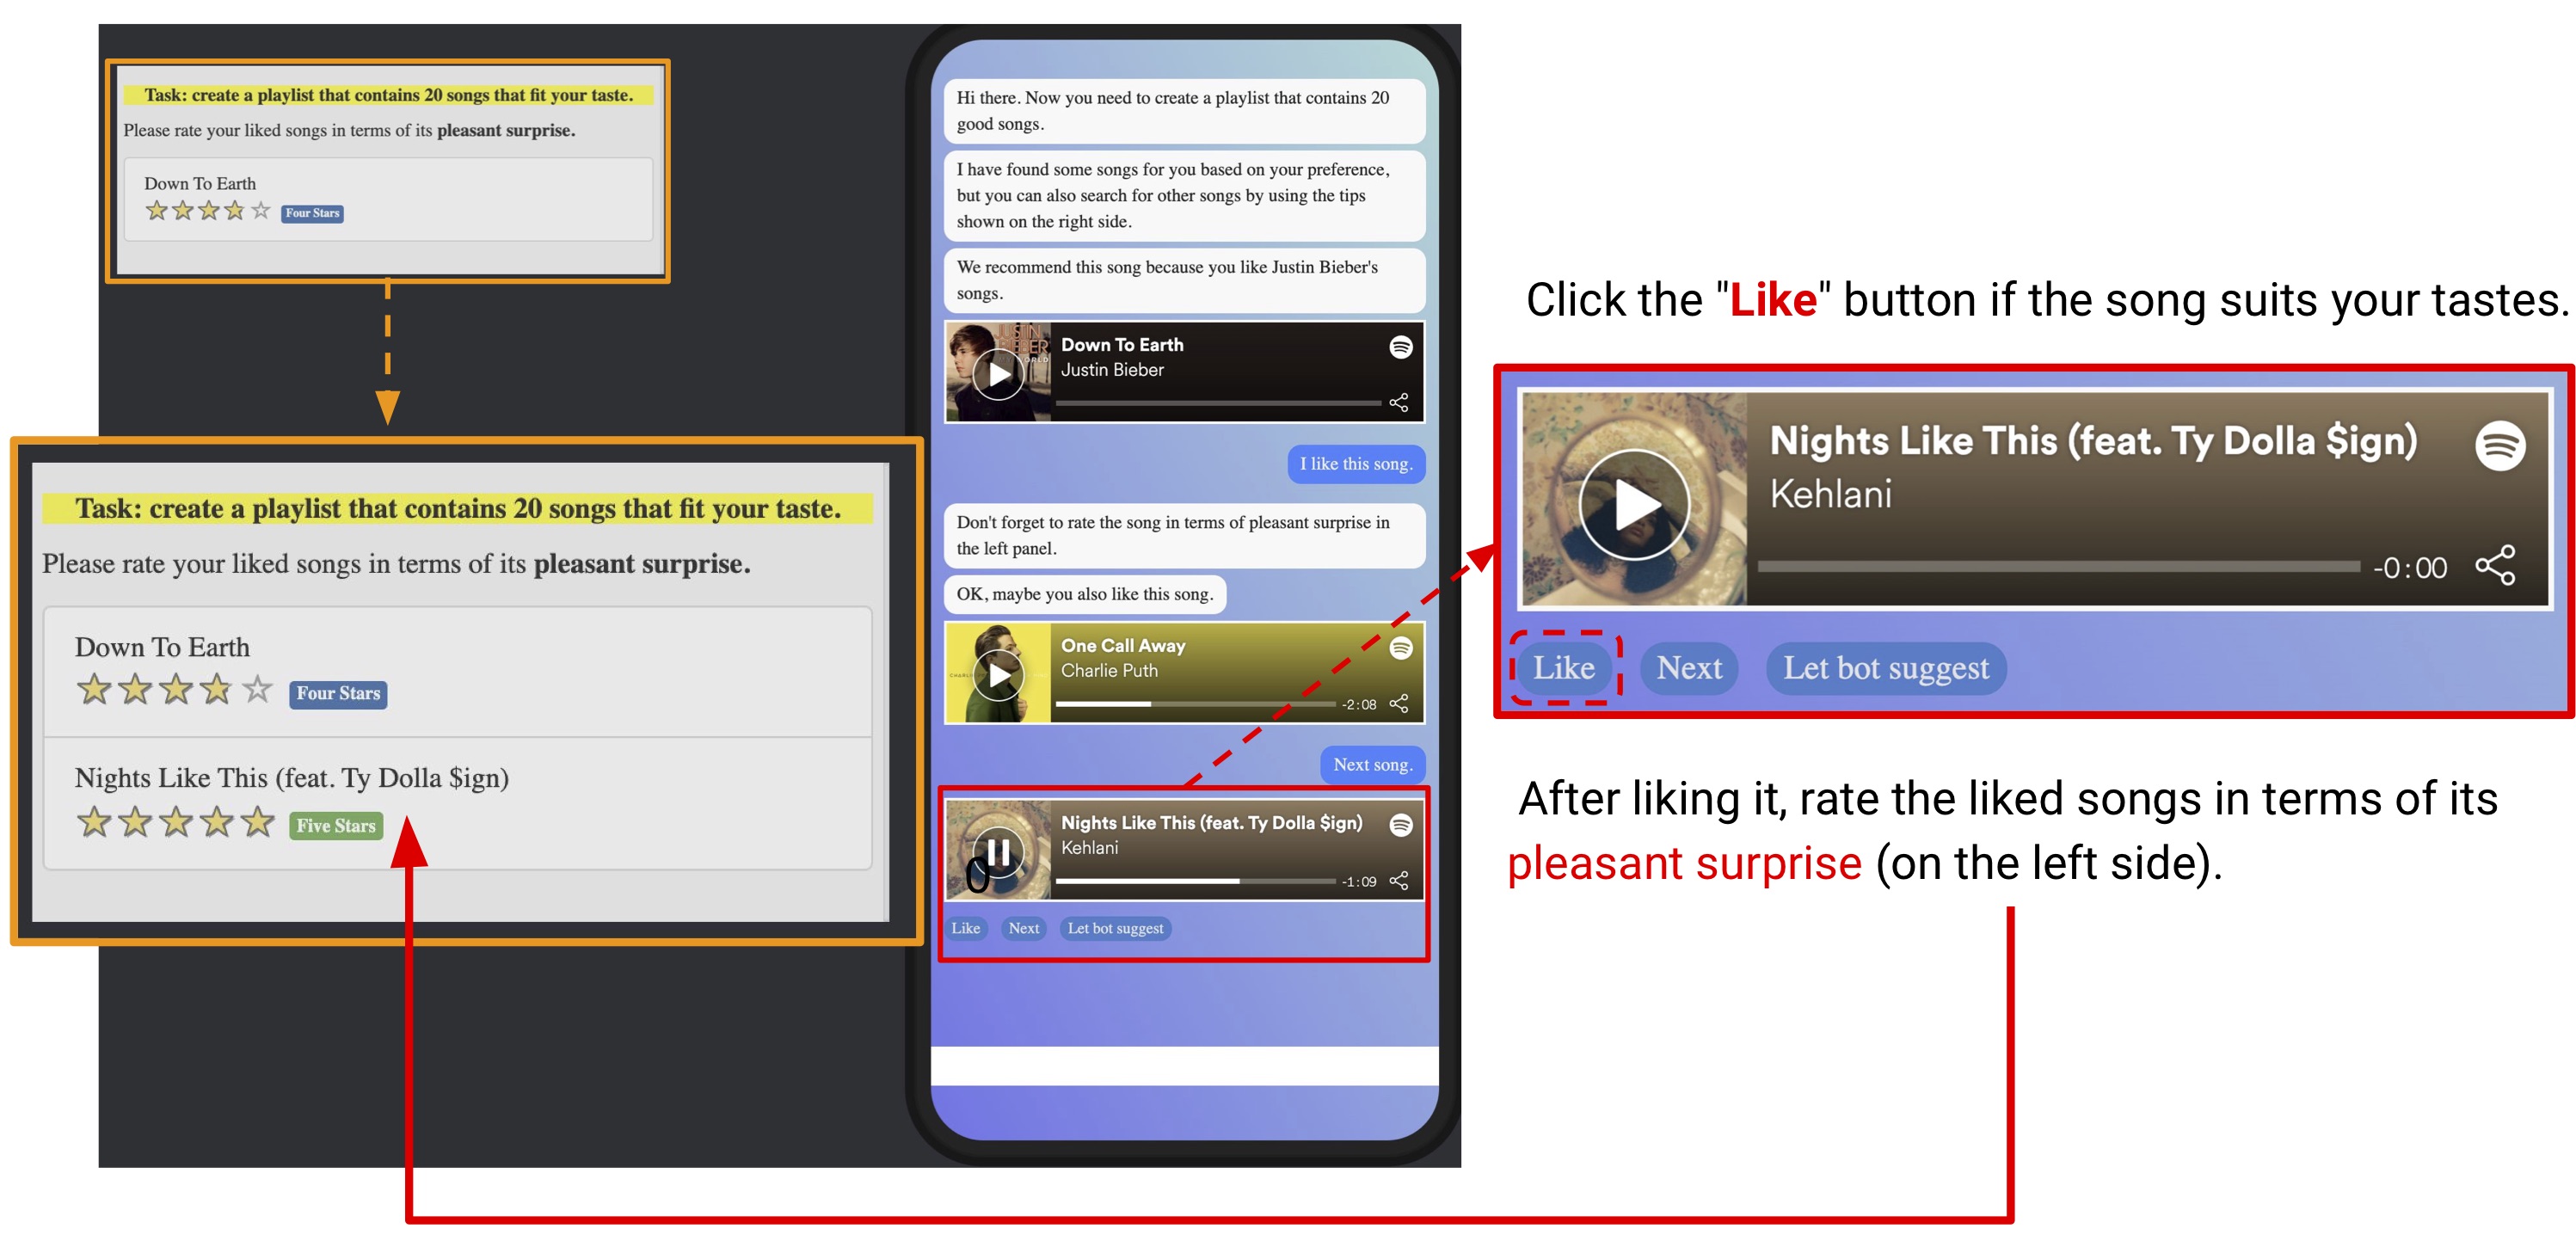 Task: create a playlist that contains 20 songs that fit your taste.
Please rate your liked songs in terms of its pleasant surprise.
Down To Earth
Four Stars
Task: create a playlist that contains 20 songs that fit your taste.
Please rate your liked songs in terms of its pleasant surprise.
Down To Earth
Four Stars
Nights Like This (feat. Ty Dolla $ign)
Five Stars
Hi there. Now you need to create a playlist that contains 20
good songs.
I have found some songs for you based on your preference,
but you can also search for other songs by using the tips
shown on the right side.
We recommend this song because you like Justin Bieber's
songs.
JUSTIN
BIEBER
WORLD
Down To Earth
Justin Bieber
I like this song.
Don't forget to rate the song in terms of pleasant surprise in
the left panel.
OK, maybe you also like this song.
One Call Away
Charlie Puth
-2:08
Next song.
Nights Like This (feat. Ty Dolla $ign)
Kehlani
0
-1:09
Like Next Let bot suggest
Click the "Like" button if the song suits your tastes.
Nights Like This (feat. Ty Dolla $ign)
Kehlani
-0:00
Like Next Let bot suggest
After liking it, rate the liked songs in terms of its
pleasant surprise (on the left side).